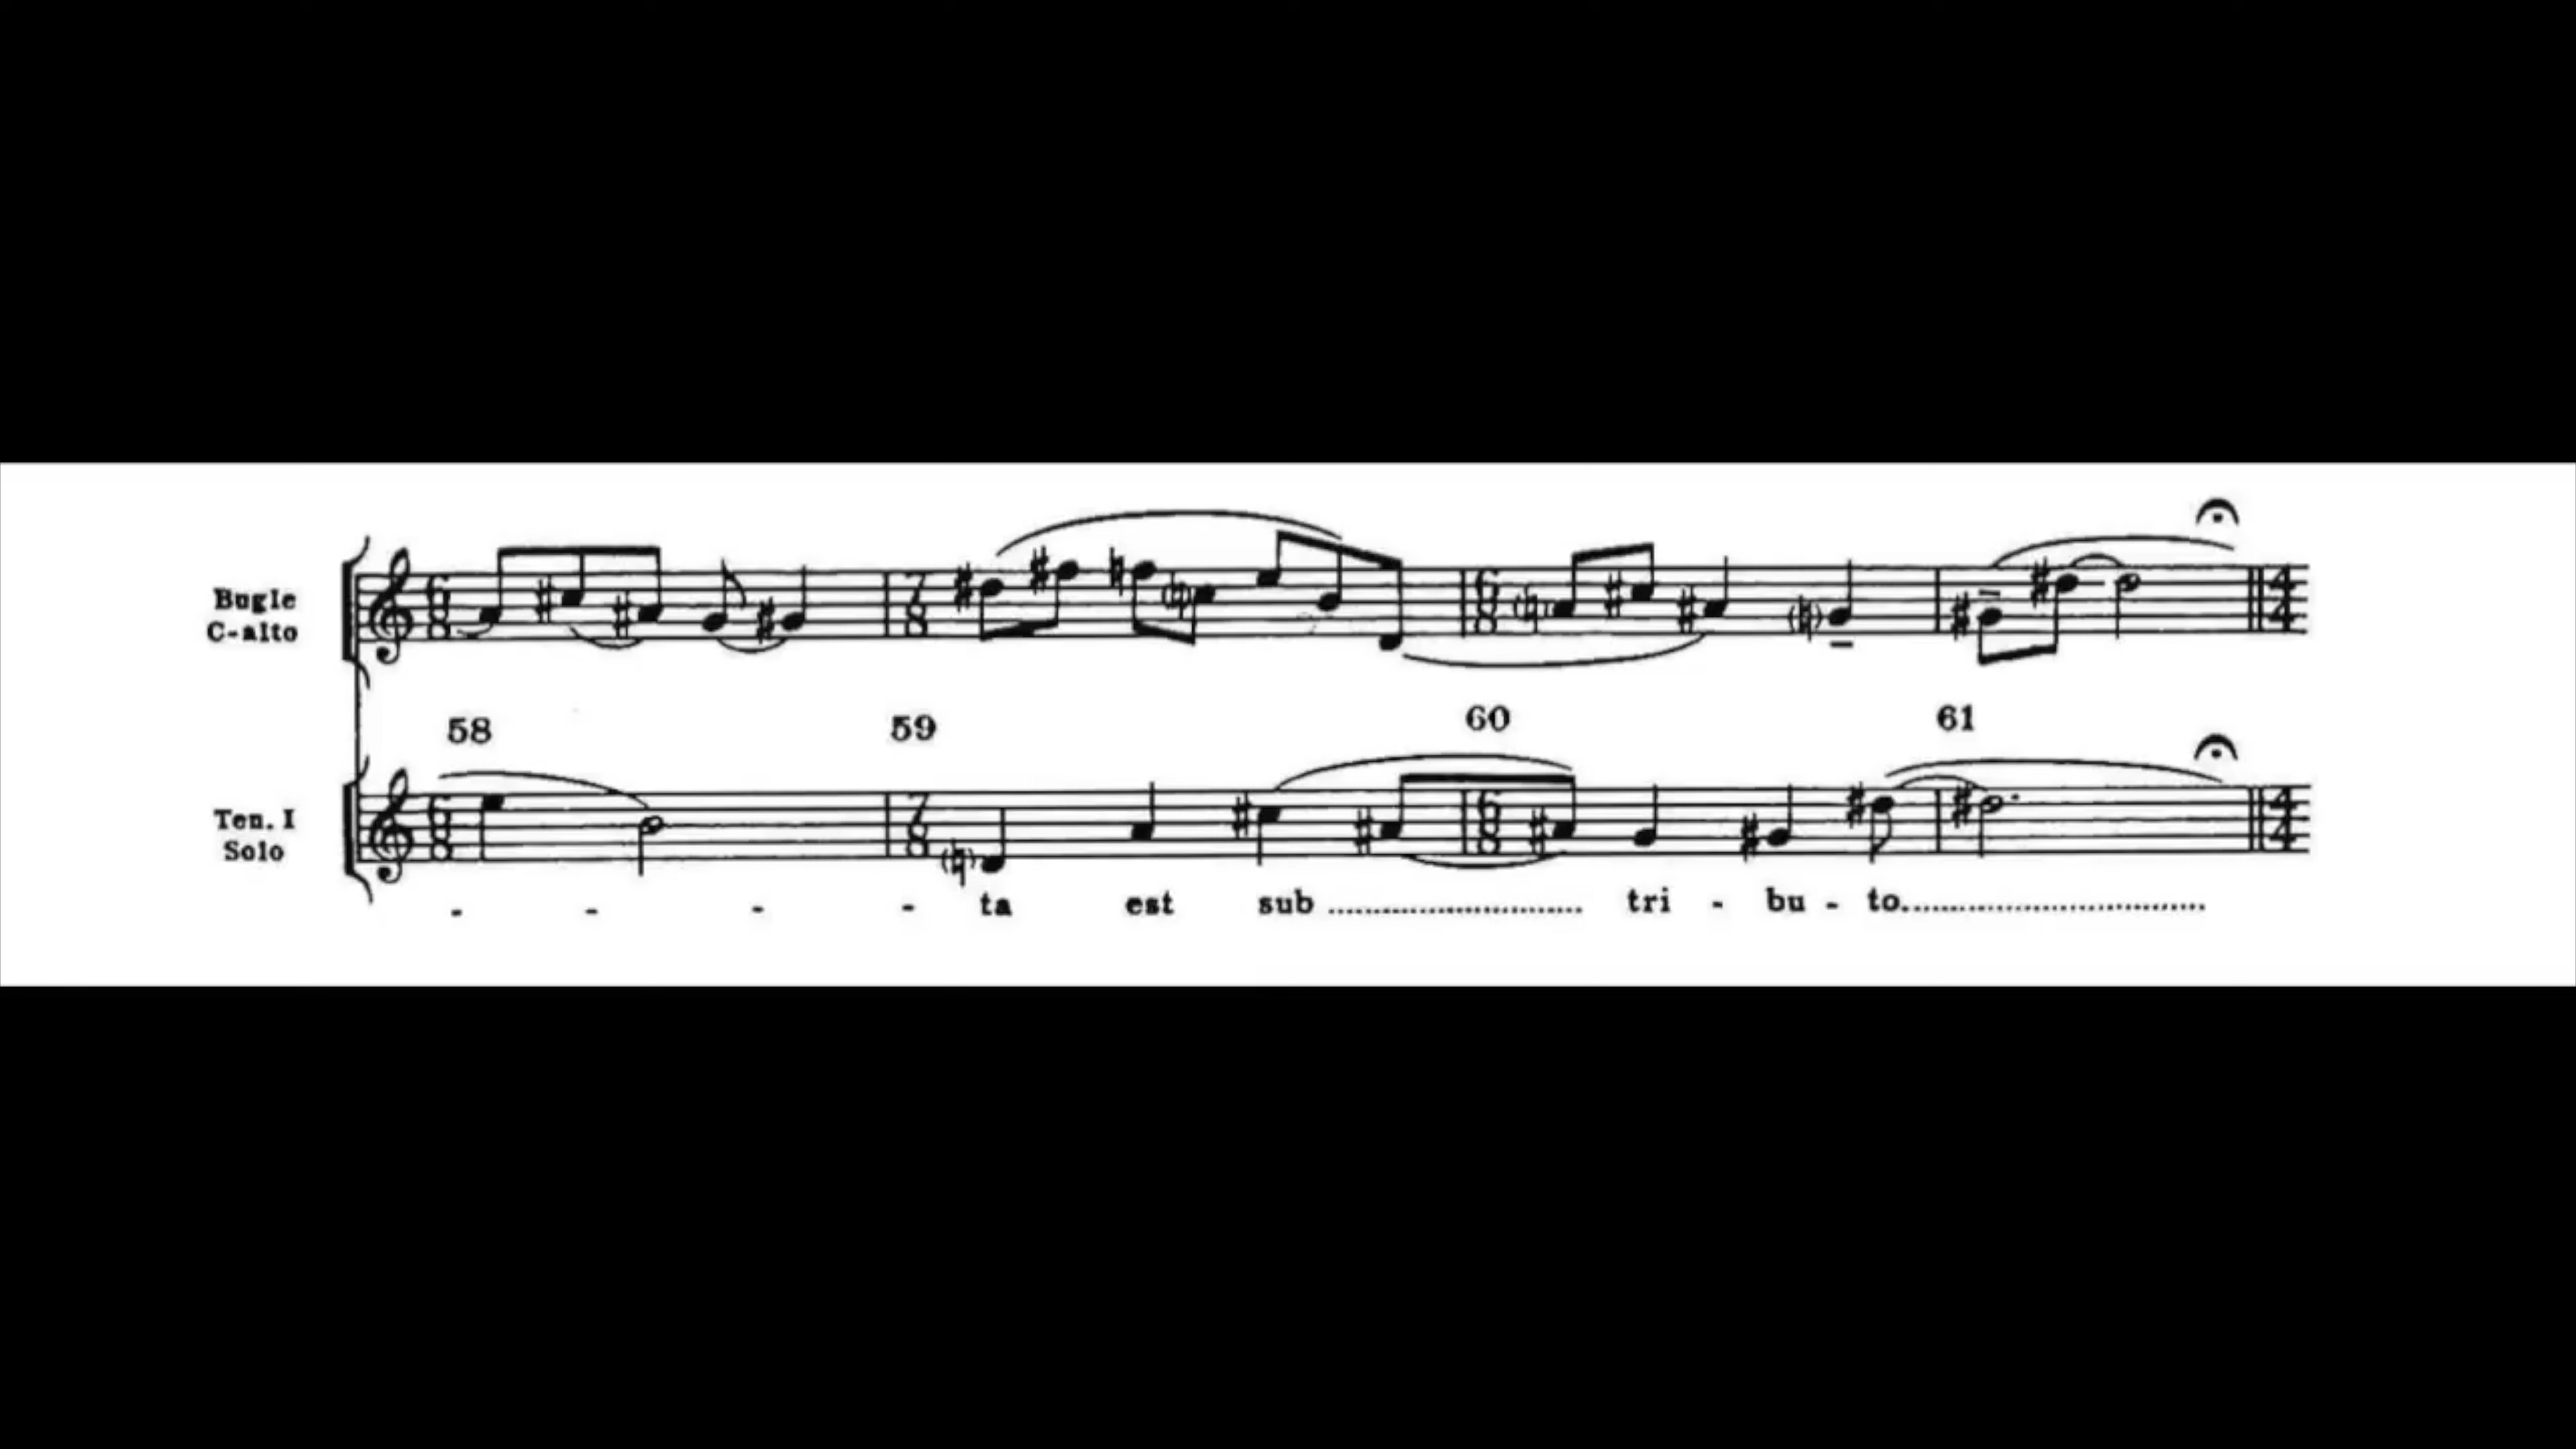 Bugle
C-alto
58 59 60 61
Ten. I
Solo
- - - - ta est sub .............................. tri - bu - to....................................